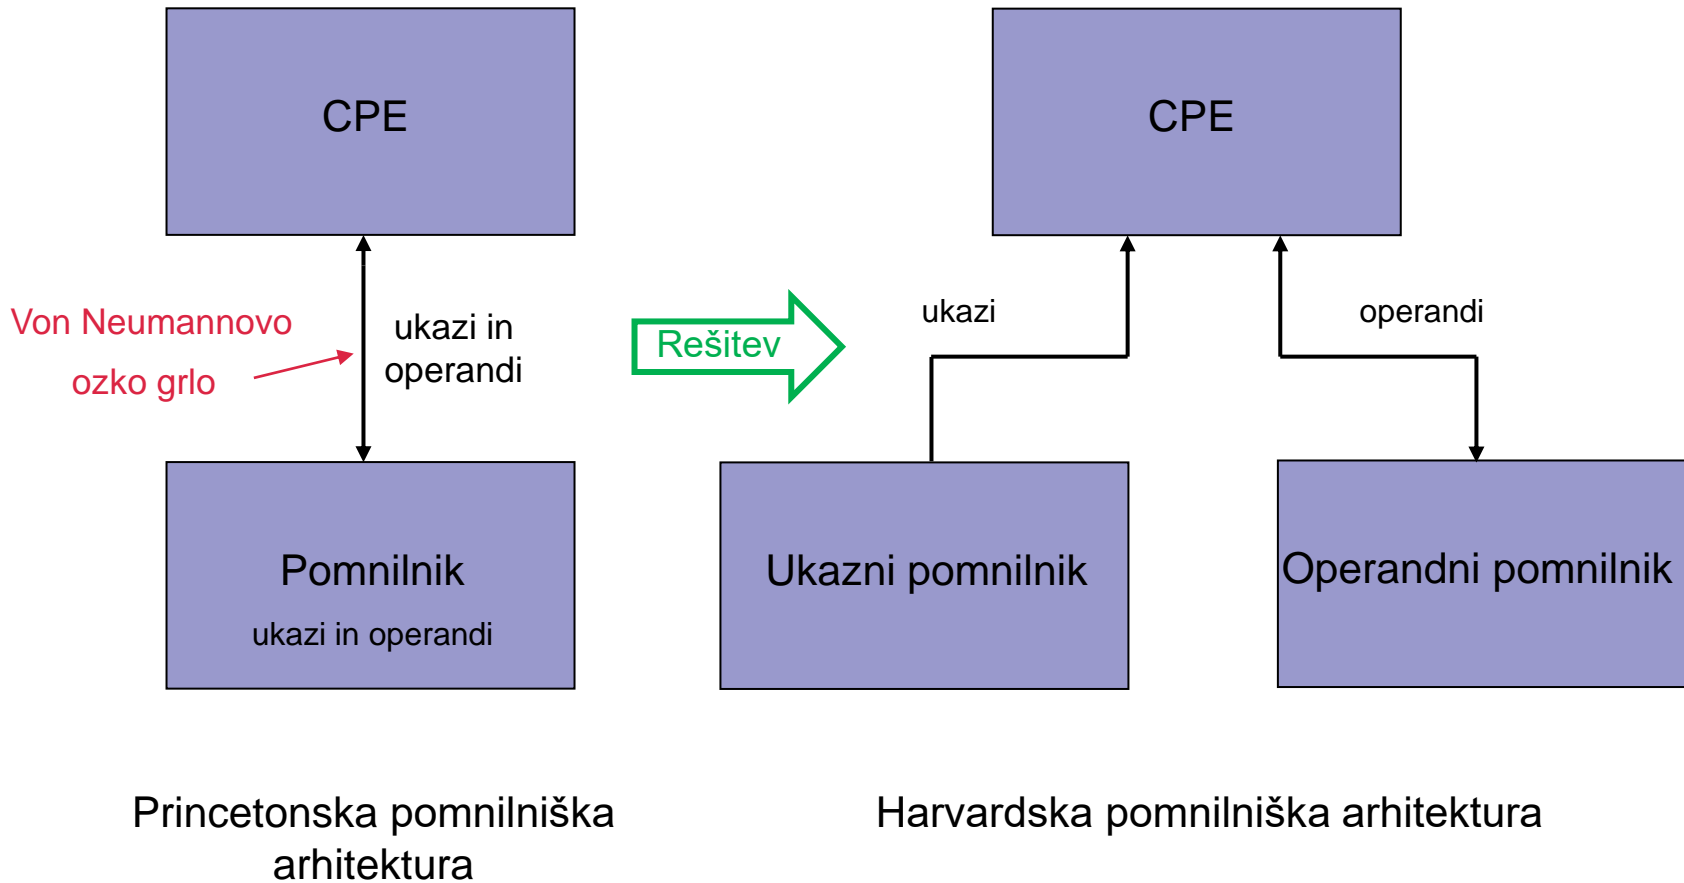 CPE
Von Neumannovo
ozko grlo
ukazi in
operandi
Pomnilnik
ukazi in operandi
Princetonska pomnilniška
arhitektura
Rešitev
CPE
ukazi
operandi
Ukazni pomnilnik
Operandni pomnilnik
Harvardska pomnilniška arhitektura